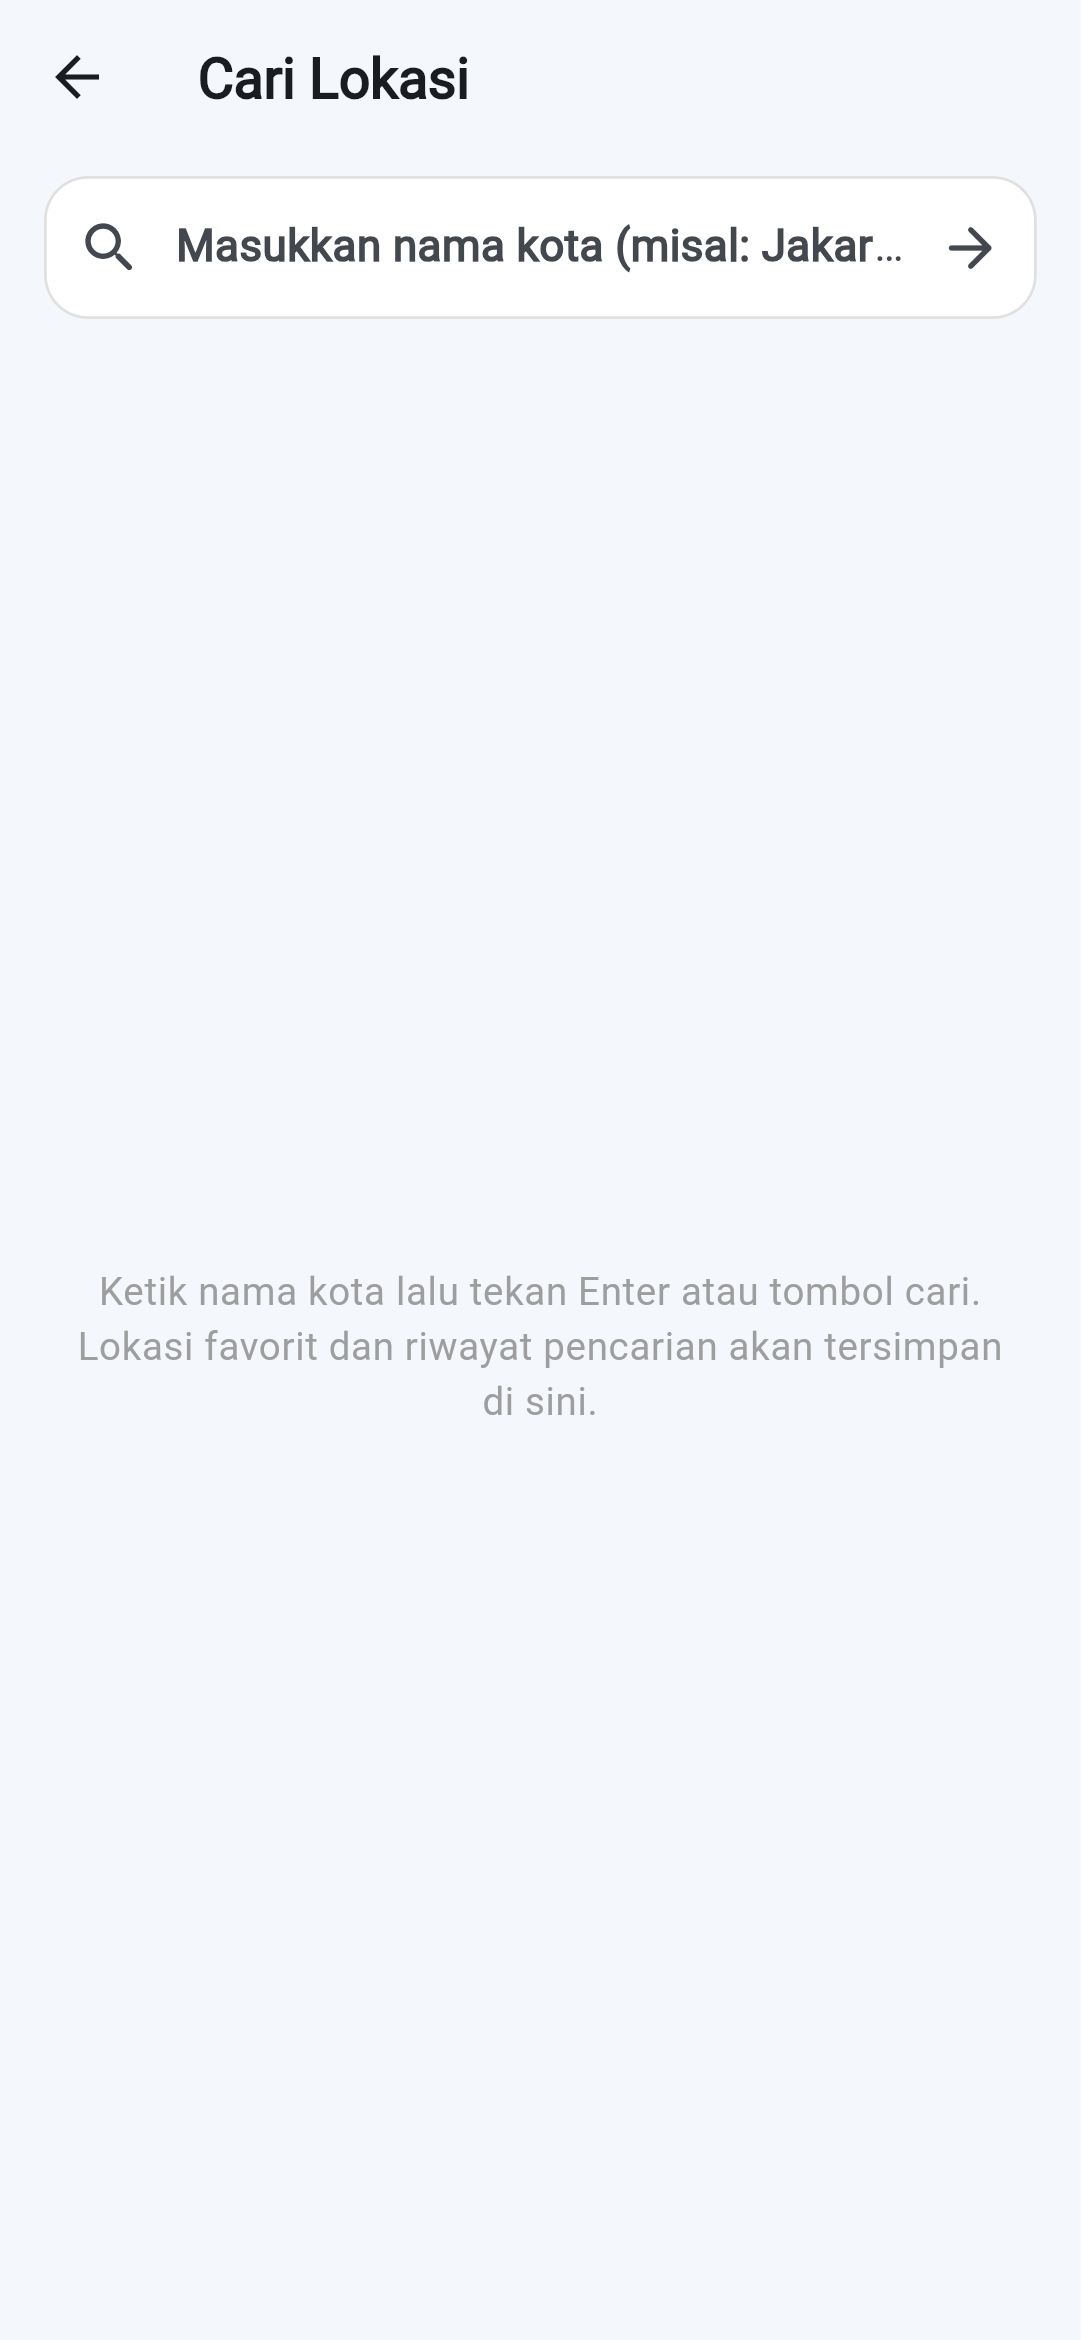 Cari Lokasi
Masukkan nama kota (misal: Jakar...
Ketik nama kota lalu tekan Enter atau tombol cari.
Lokasi favorit dan riwayat pencarian akan tersimpan
di sini.